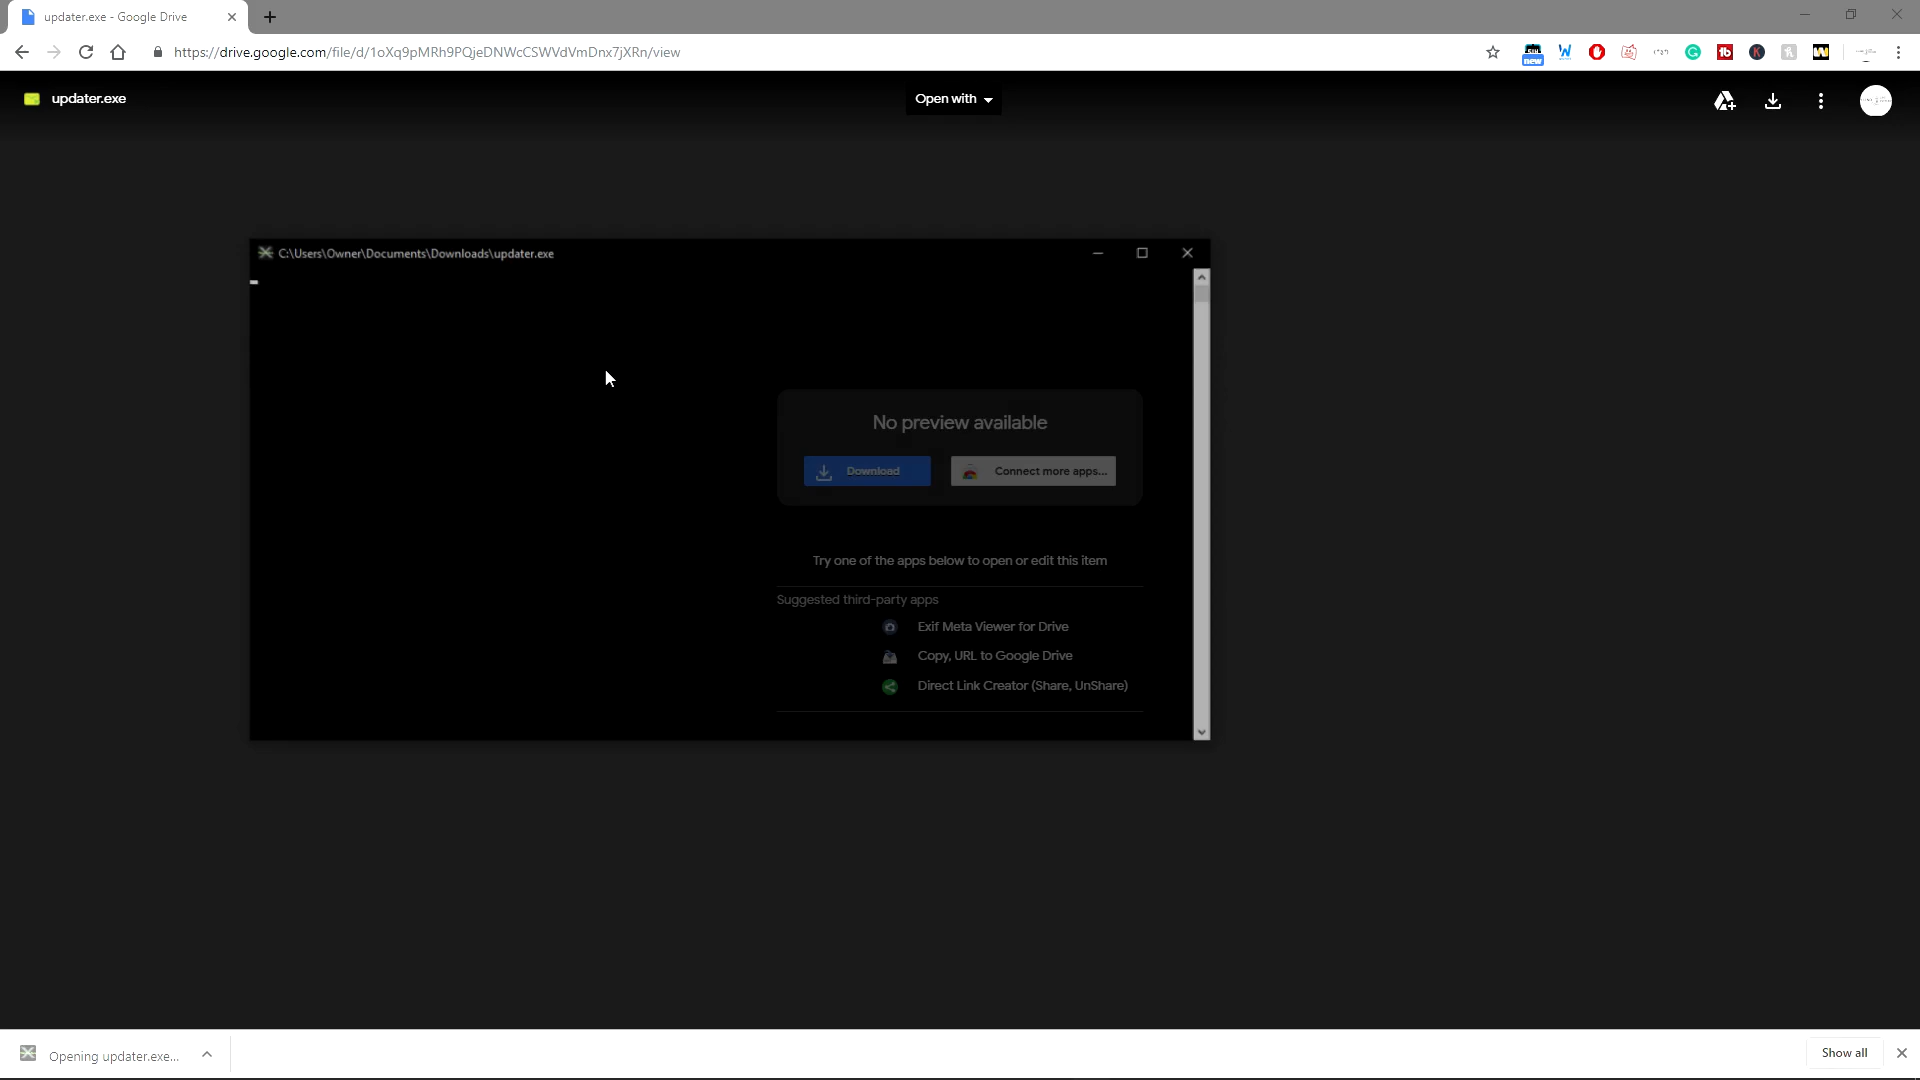 updater.exe - Google Drive
https://drive.google.com/file/d/1oXq9pMRh9PQjeDNWcCSWVdVmDnx7jXRn/view
new
updater.exe
Open with
C:\Users\Owner\Documents\Downloads\updater.exe
No preview available
Download
Connect more apps...
Try one of the apps below to open or edit this item
Suggested third-party apps
Exif Meta Viewer for Drive
Copy, URL to Google Drive
Direct Link Creator (Share, UnShare)
Opening updater.exe...
Show all